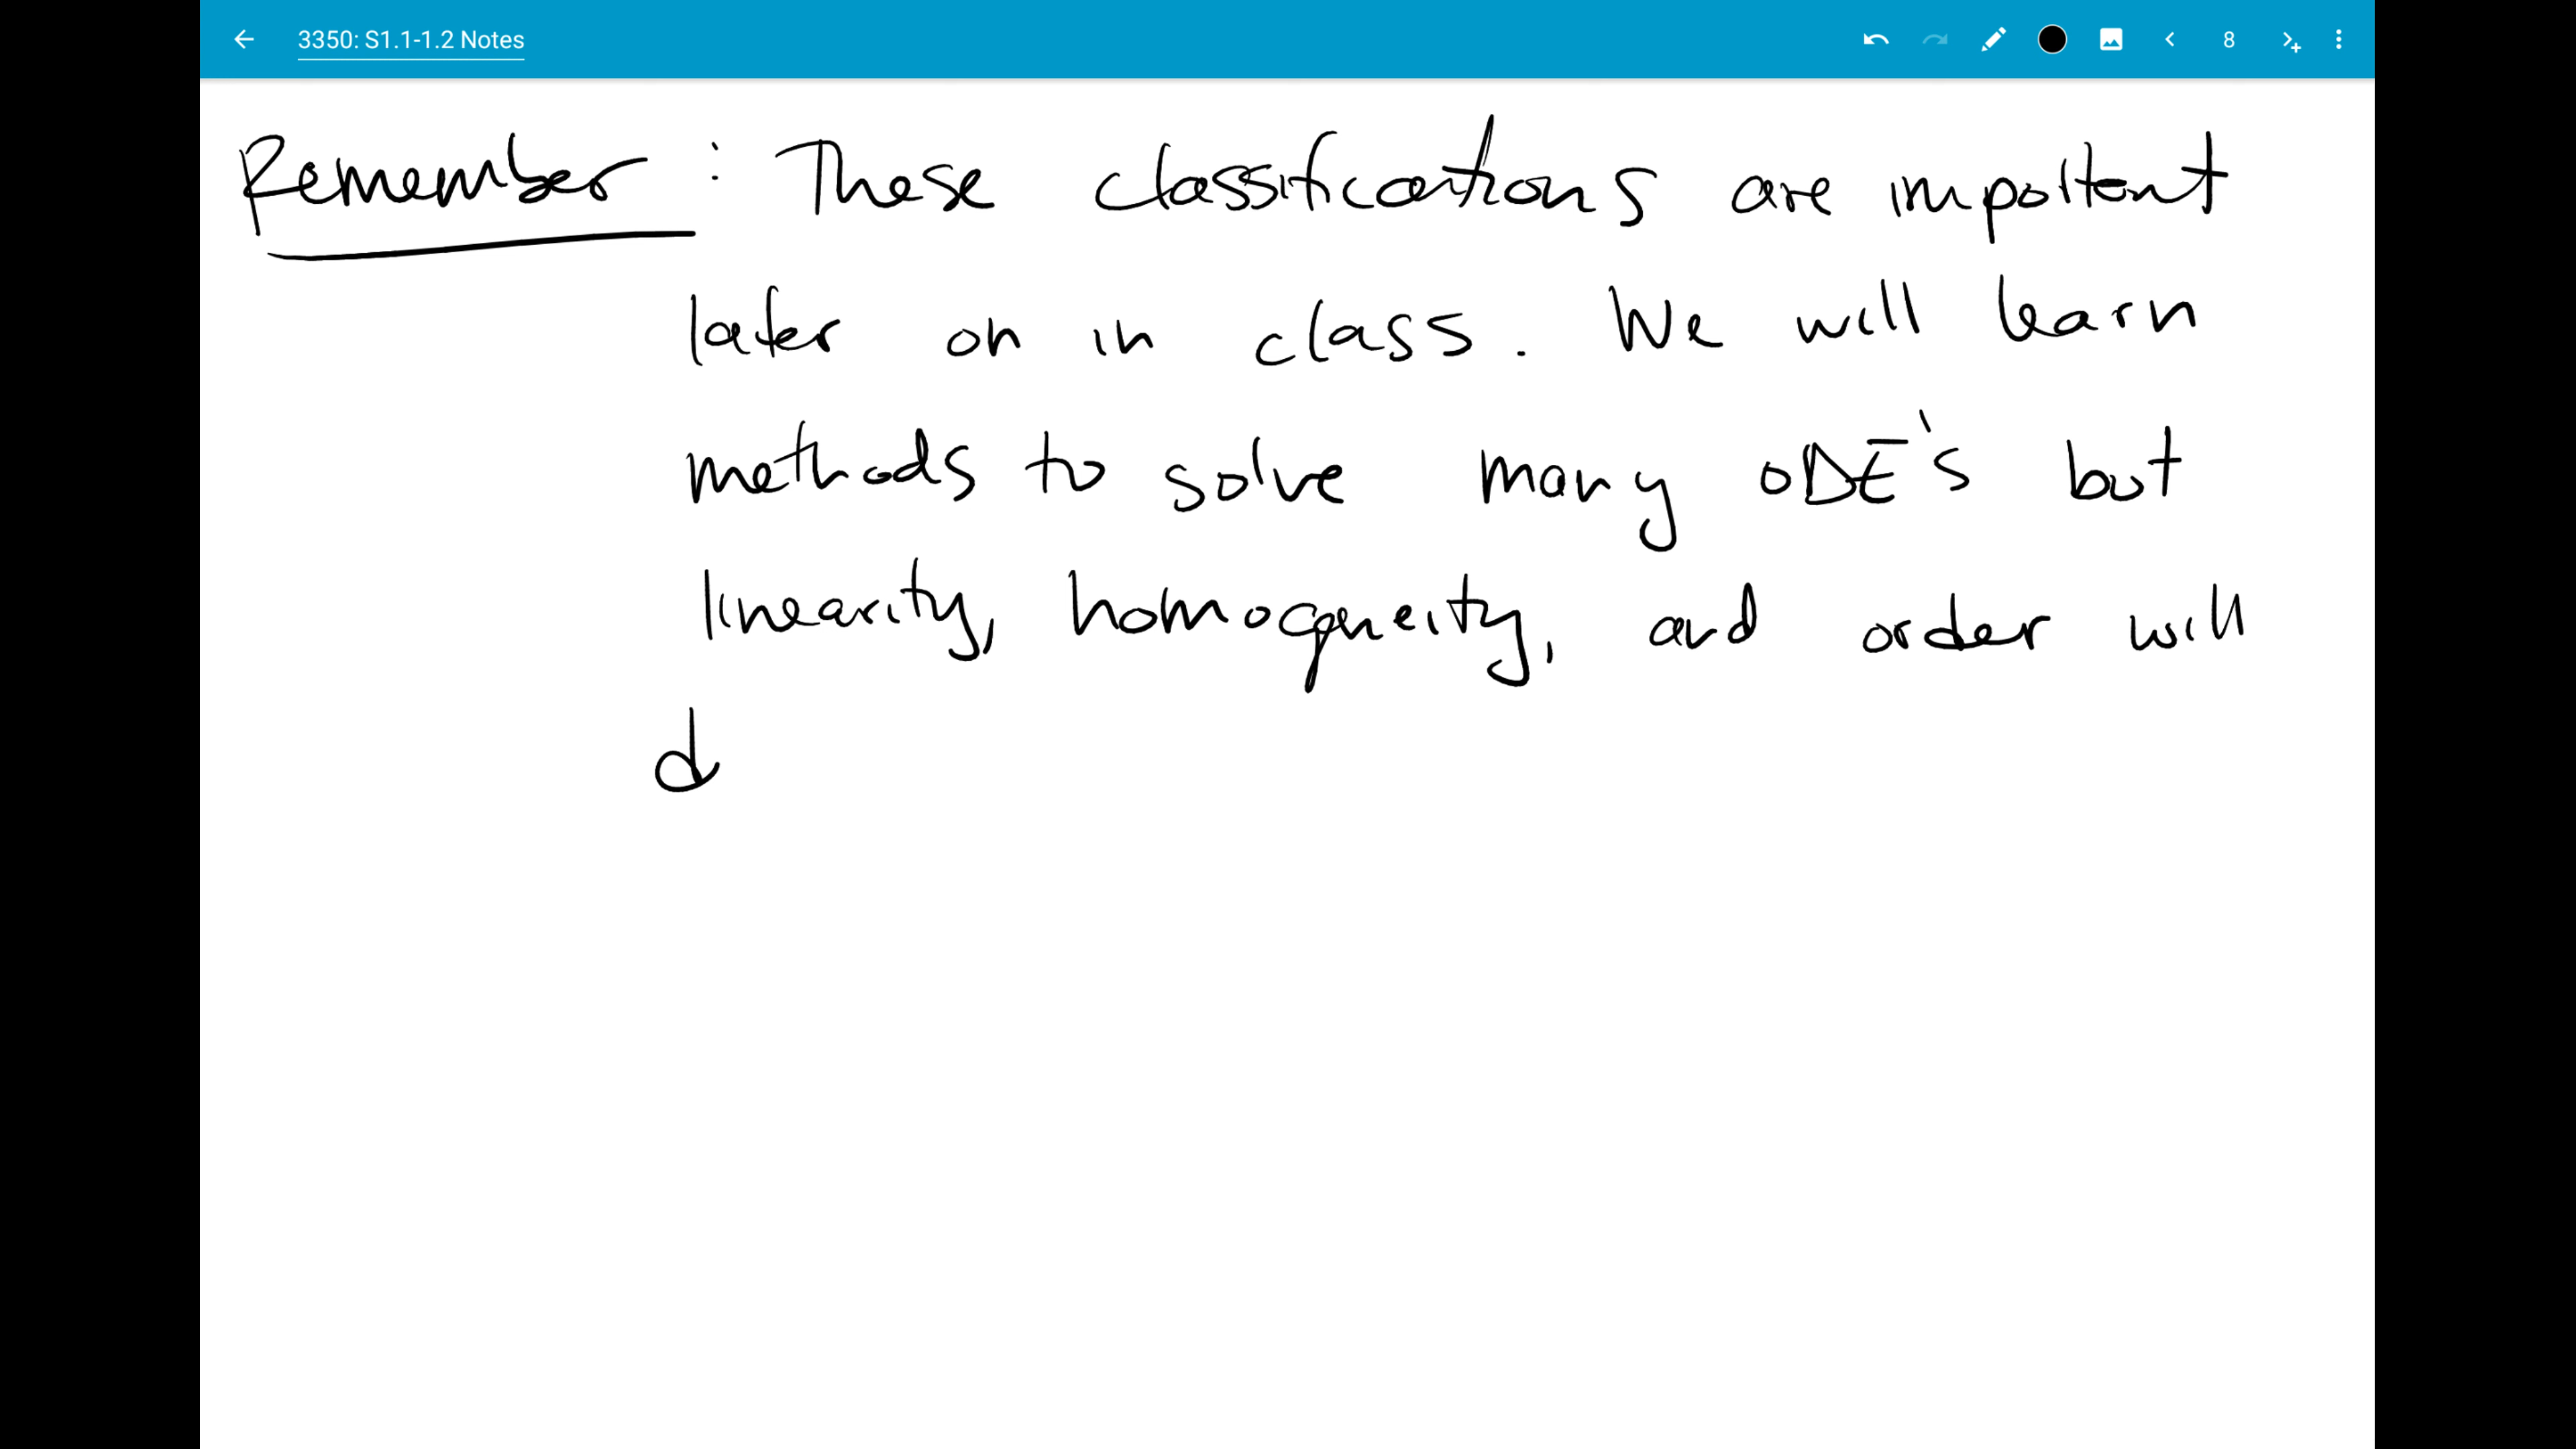 3350: S1.1-1.2 Notes
8
Remember: These classifications are important
later on in class. We will learn
methods to solve many ODE's but
linearity, homogeneity, and order will
d